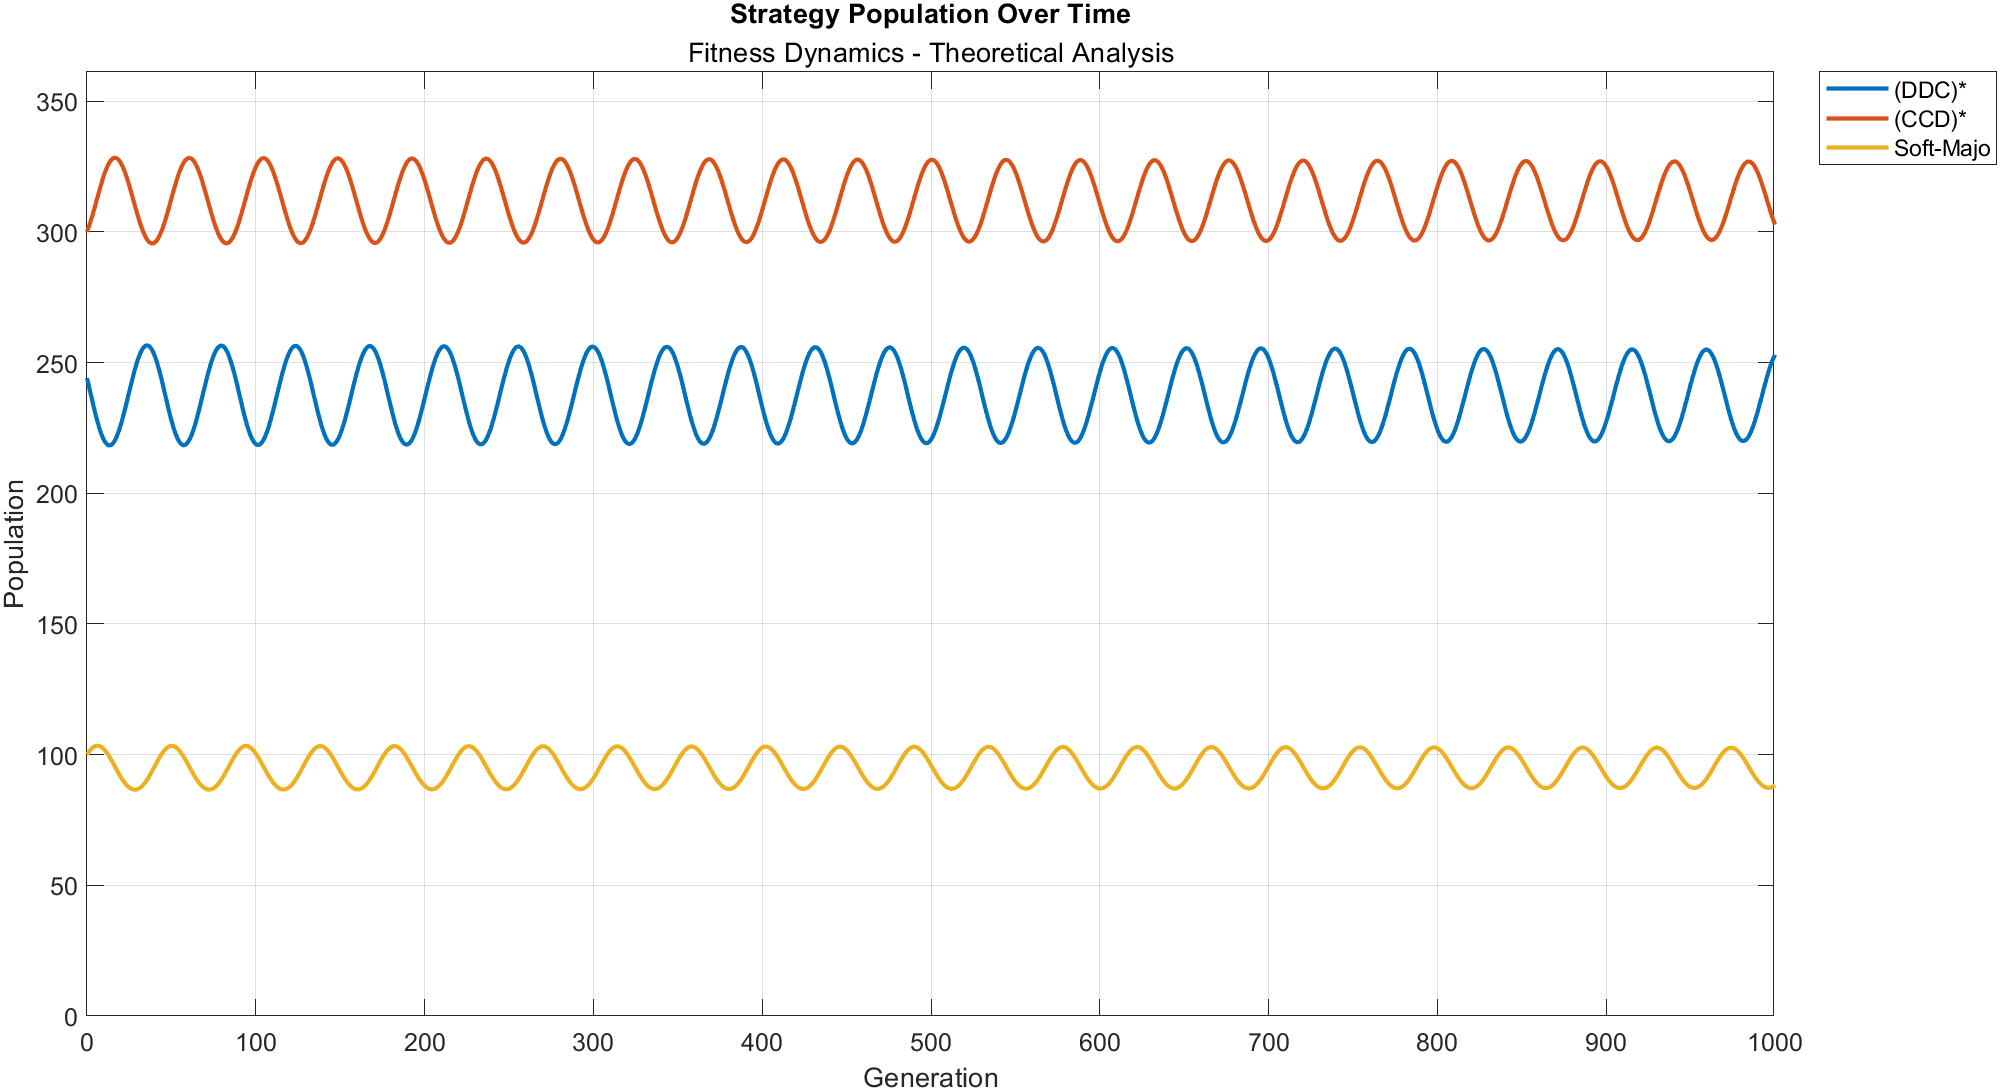 Strategy Population Over Time
Fitness Dynamics - Theoretical Analysis
(DDC)*
(CCD)*
Soft-Majo
Population
350
300
250
200
150
100
50
0
0 100 200 300 400 500 600 700 800 900 1000
Generation